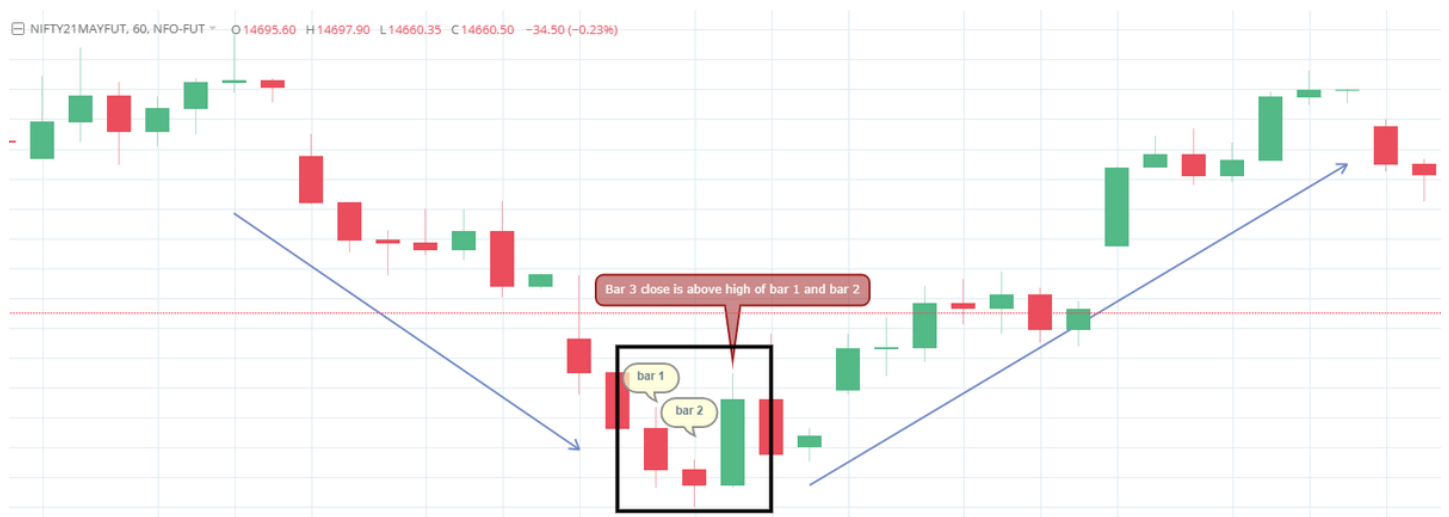 NIFTY21MAYFUT, 60, NFO-FUT O14695.60 H14697.90 L14660.35 C14660.50 −34.50 (−0.23%)
Bar 3 close is above high of bar 1 and bar 2
bar 1
bar 2